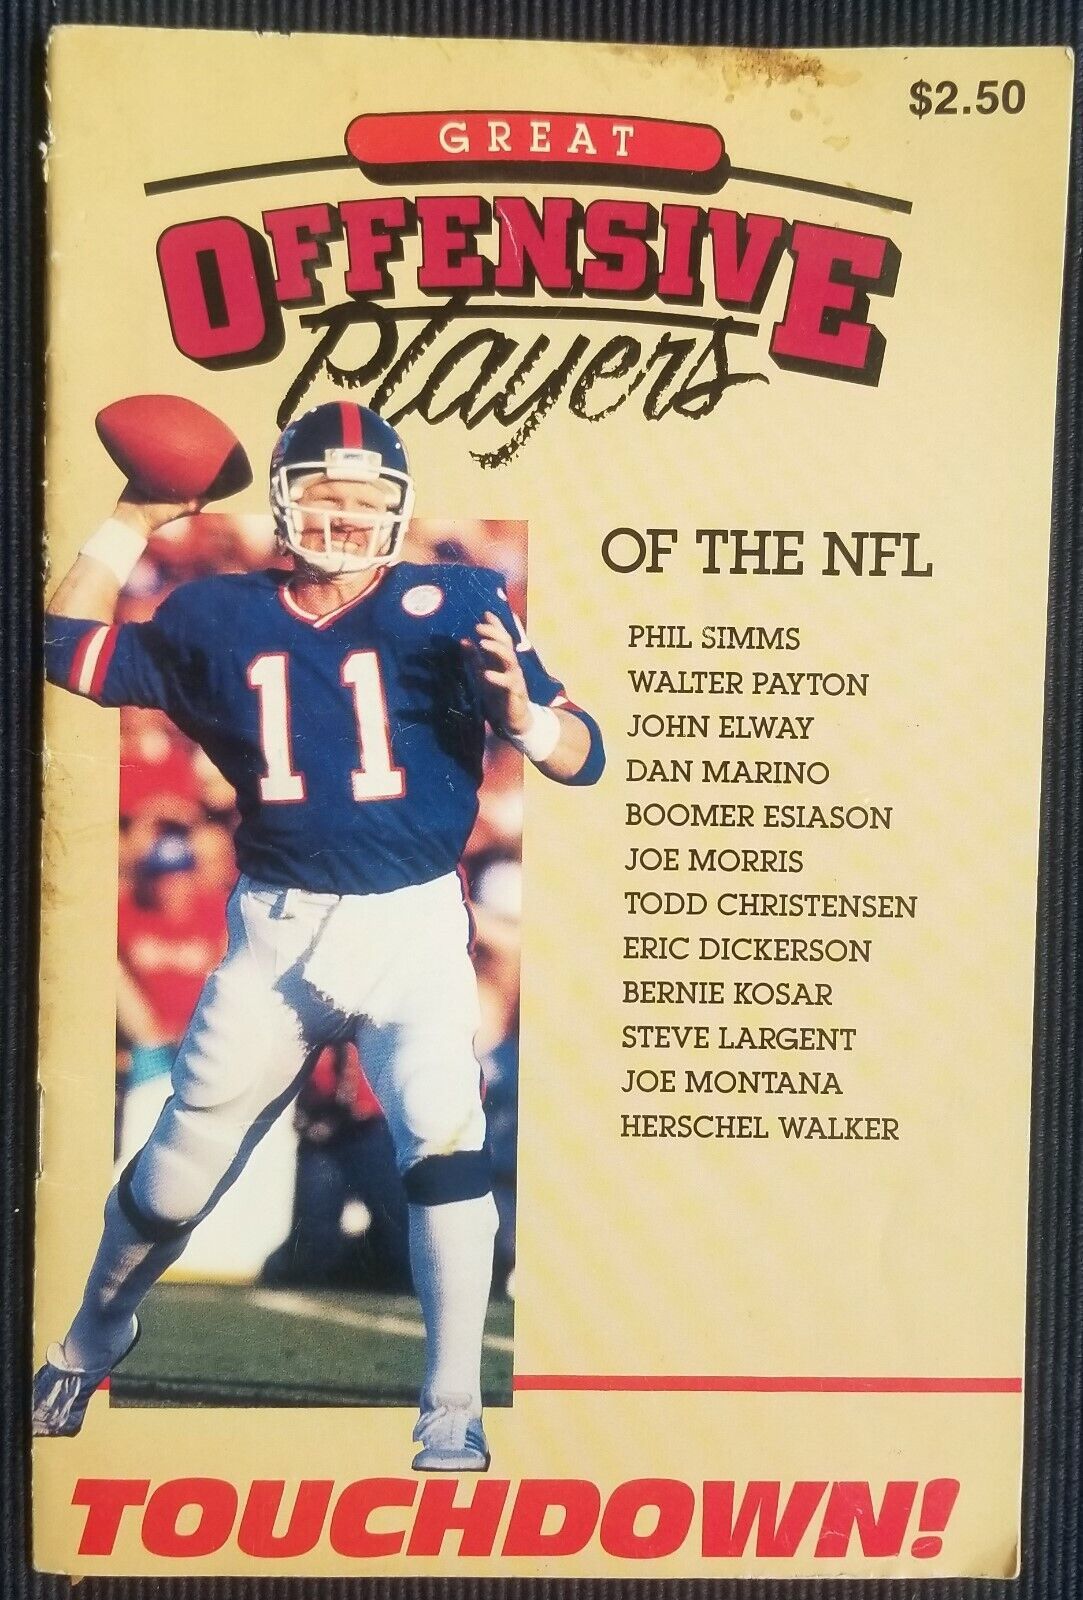 $2.50
GREAT
OFFENSIVE
Players
OF THE NFL
PHIL SIMMS
WALTER PAYTON
JOHN ELWAY
DAN MARINO
BOOMER ESIASON
JOE MORRIS
TODD CHRISTENSEN
ERIC DICKERSON
BERNIE KOSAR
STEVE LARGENT
JOE MONTANA
HERSCHEL WALKER
11
TOUCHDOWN!